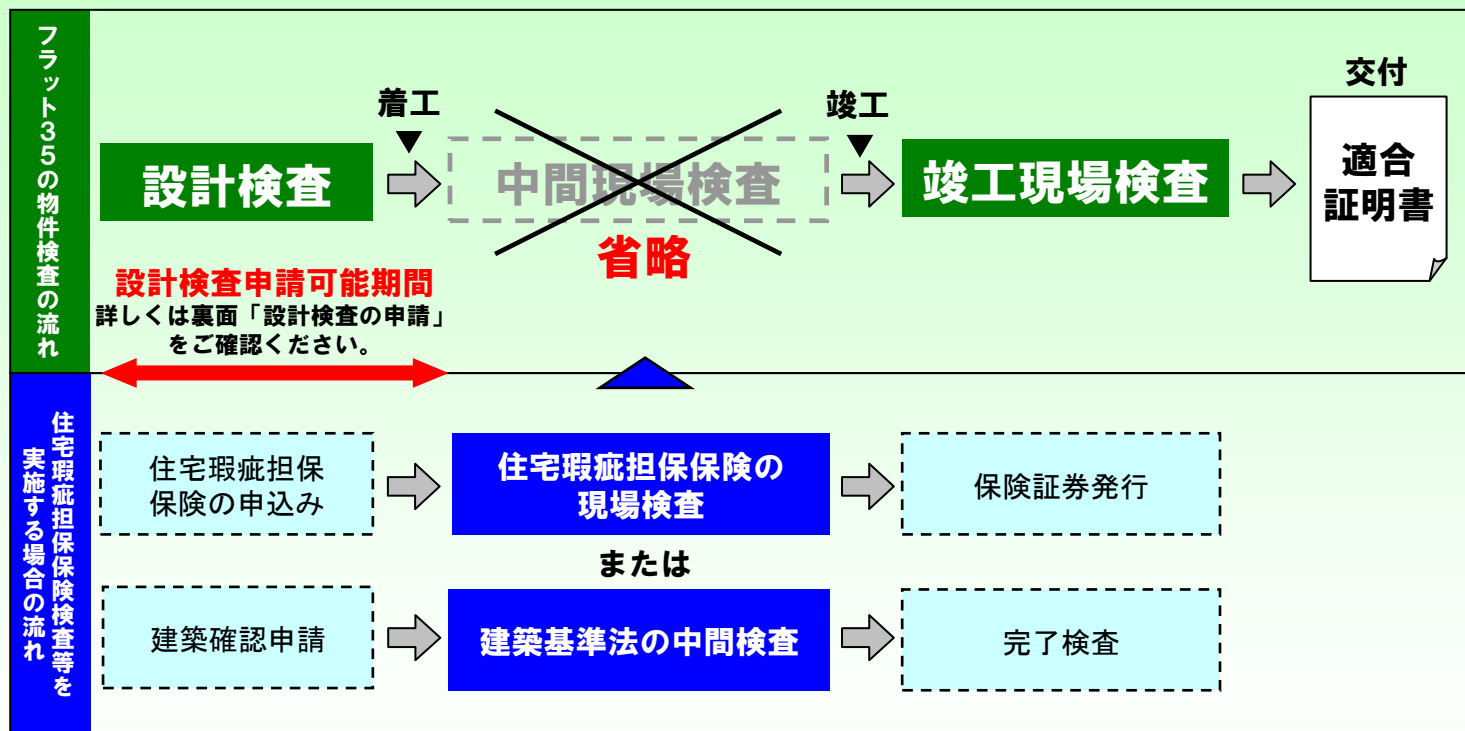 フラット35の物件検査の流れ
着工
竣工
交付
設計検査
中間現場検査
竣工現場検査
適合
証明書
省略
設計検査申請可能期間
詳しくは裏面「設計検査の申請」
をご確認ください。
住宅瑕疵担保保険検査等を
実施する場合の流れ
住宅瑕疵担保
保険の申込み
住宅瑕疵担保保険の
現場検査
保険証券発行
または
建築確認申請
建築基準法の中間検査
完了検査